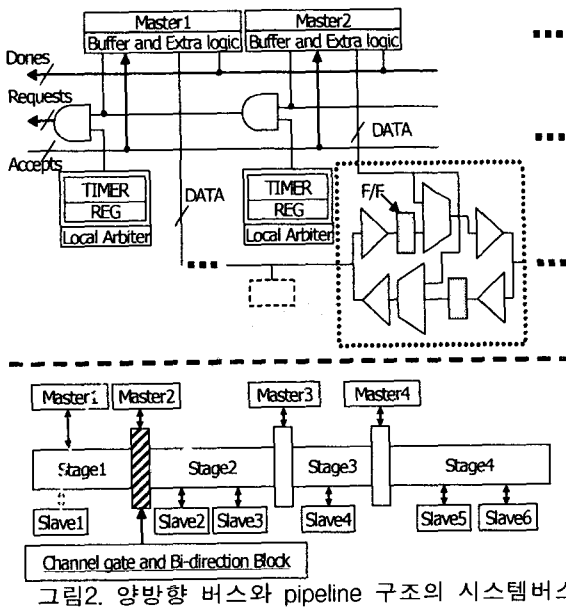 Master1
Buffer and Extra logic
Master2
Buffer and Extra logic
Dones
Requests
Accepts
DATA
TIMER
REG
Local Arbiter
DATA
TIMER
REG
Local Arbiter
F/F
Master1
Master2
Master3
Master4
Stage1
Stage2
Stage3
Stage4
Slave1
Slave2
Slave3
Slave4
Slave5
Slave6
Channel gate and Bi-direction Block
그림2. 양방향 버스와 pipeline 구조의 시스템버스